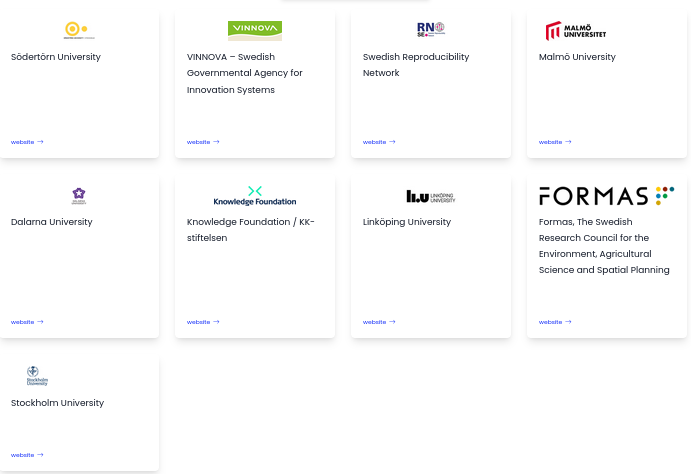 Södertörn University
website →
VINNOVA
VINNOVA – Swedish
Governmental Agency for
Innovation Systems
website →
RN
SE
Swedish Reproducibility
Network
website →
MALMÖ
UNIVERSITET
Malmö University
website →
Dalarna University
website →
Knowledge Foundation
Knowledge Foundation / KK-
stiftelsen
website →
LINKÖPING
UNIVERSITY
Linköping University
website →
FORMAS
Formas, The Swedish
Research Council for the
Environment, Agricultural
Science and Spatial Planning
website →
Stockholm
University
Stockholm University
website →